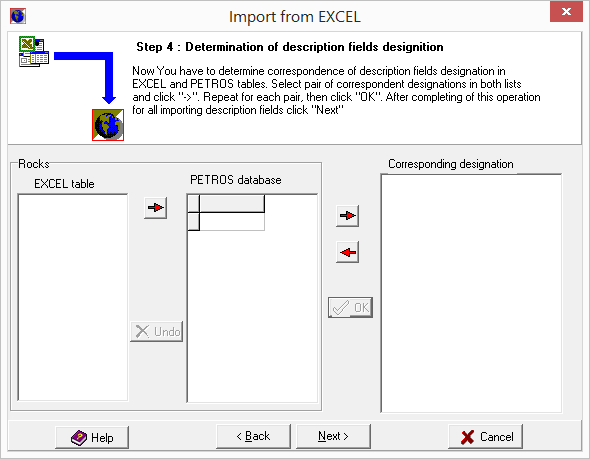 Import from EXCEL
Step 4 : Determination of description fields designition
Now You have to determine correspondence of description fields designation in
EXCEL and PETROS tables. Select pair of correspondent designations in both lists
and click "->". Repeat for each pair, then click "OK". After completing of this operation
for all importing description fields click "Next"
Rocks
EXCEL table
PETROS database
Corresponding designation
OK
Undo
Help
< Back
Next >
Cancel